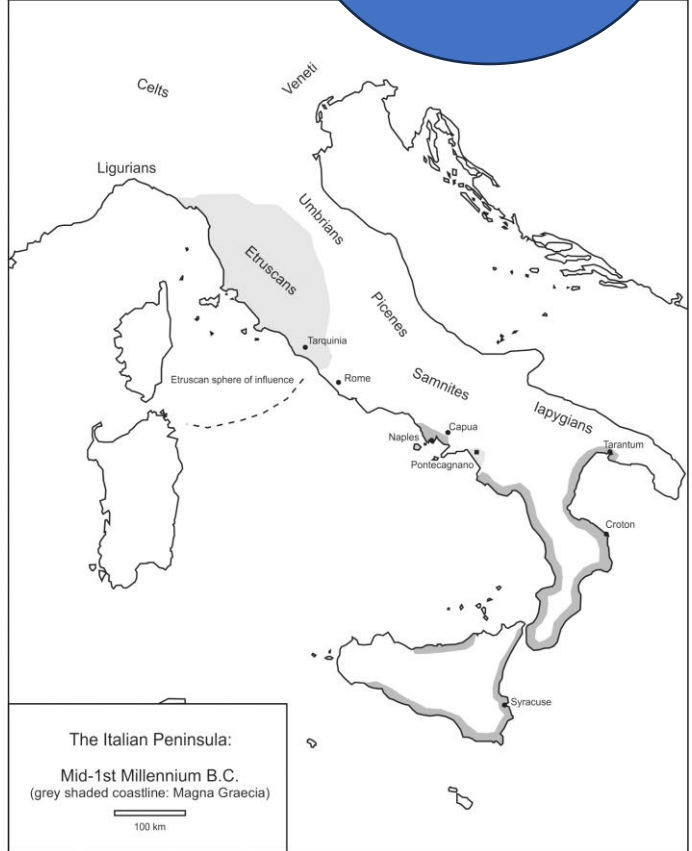 Celts
Veneti
Ligurians
Umbrians
Etruscans
Picenes
Tarquinia
Etruscan sphere of influence
Rome
Samnites
Iapygians
Capua
Naples
Tarantum
Pontecagnano
Croton
Syracuse
The Italian Peninsula:
Mid-1st Millennium B.C.
(grey shaded coastline: Magna Graecia)
100 km